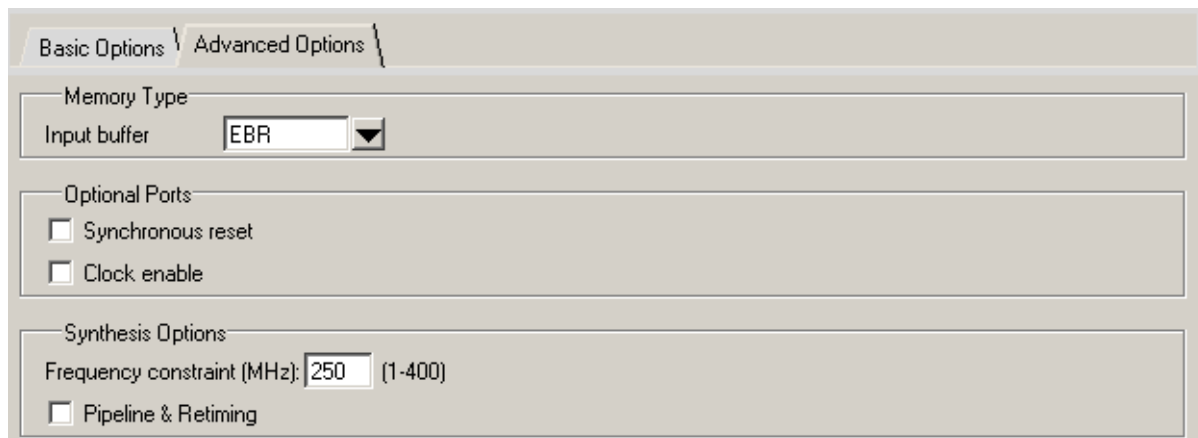 Basic Options Advanced Options
Memory Type
Input buffer EBR
Optional Ports
Synchronous reset
Clock enable
Synthesis Options
Frequency constraint (MHz): 250 (1-400)
Pipeline & Retiming